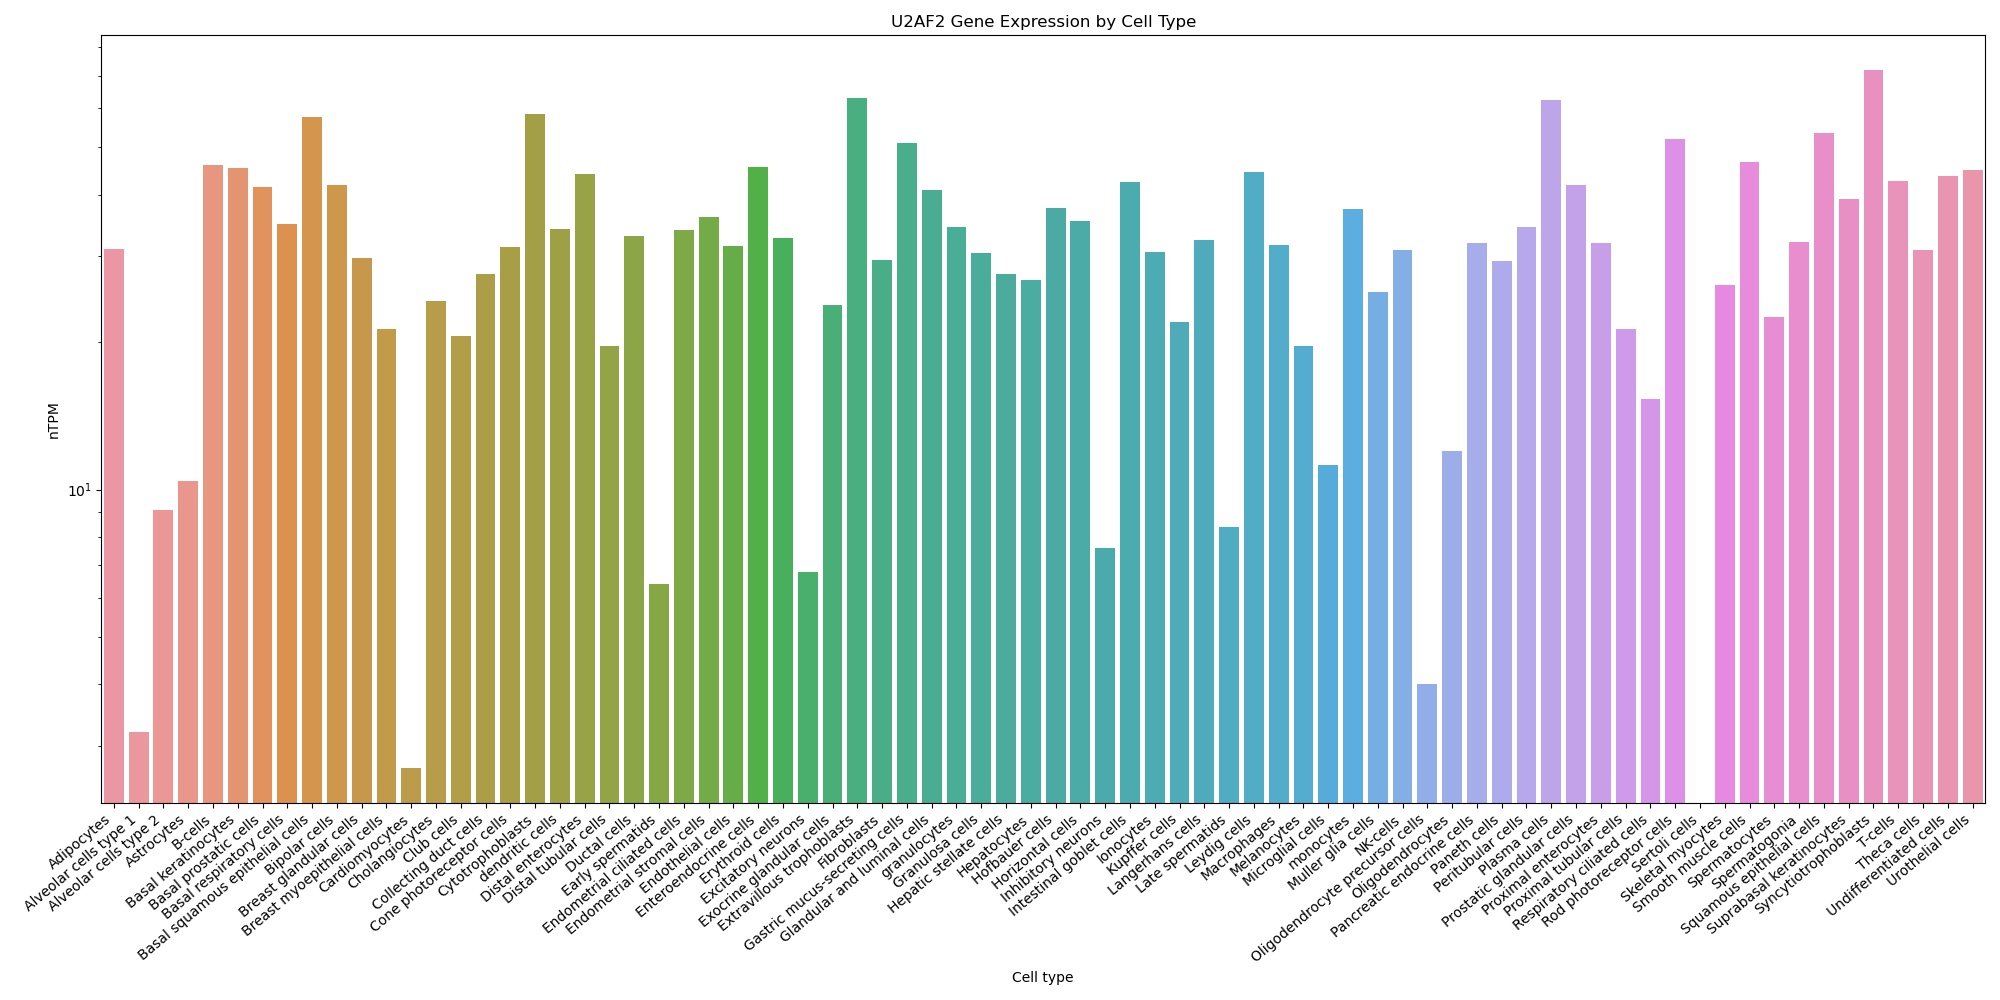 U2AF2 Gene Expression by Cell Type
nTPM
10¹
Adipocytes
Alveolar cells type 1
Alveolar cells type 2
Astrocytes
B-cells
Basal keratinocytes
Basal prostatic cells
Basal respiratory cells
Basal squamous epithelial cells
Bipolar cells
Breast glandular cells
Breast myoepithelial cells
Cardiomyocytes
Cholangiocytes
Club cells
Collecting duct cells
Cone photoreceptor cells
Cytotrophoblasts
dendritic cells
Distal enterocytes
Distal tubular cells
Ductal cells
Early spermatids
Endometrial ciliated cells
Endometrial stromal cells
Endothelial cells
Enteroendocrine cells
Erythroid cells
Excitatory neurons
Exocrine glandular cells
Extravillous trophoblasts
Fibroblasts
Gastric mucus-secreting cells
Glandular and luminal cells
granulocytes
Granulosa cells
Hepatic stellate cells
Hepatocytes
Hofbauer cells
Horizontal cells
Inhibitory neurons
Intestinal goblet cells
Ionocytes
Kupffer cells
Langerhans cells
Late spermatids
Leydig cells
Macrophages
Melanocytes
Microglial cells
monocytes
Muller glia cells
NK-cells
Oligodendrocyte precursor cells
Oligodendrocytes
Pancreatic endocrine cells
Paneth cells
Peritubular cells
Plasma cells
Prostatic glandular cells
Proximal enterocytes
Proximal tubular cells
Respiratory ciliated cells
Rod photoreceptor cells
Sertoli cells
Skeletal myocytes
Smooth muscle cells
Spermatocytes
Spermatogonia
Squamous epithelial cells
Suprabasal keratinocytes
Syncytiotrophoblasts
T-cells
Theca cells
Undifferentiated cells
Urothelial cells
Cell type